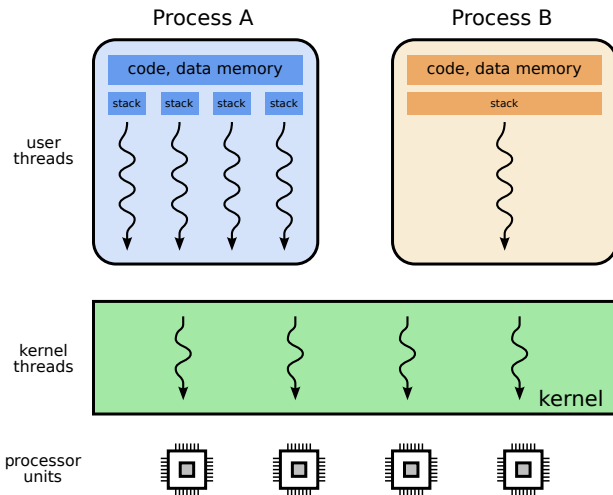 Process A
Process B
code, data memory
code, data memory
stack
stack
stack
stack
stack
user
threads
kernel
threads
kernel
processor
units